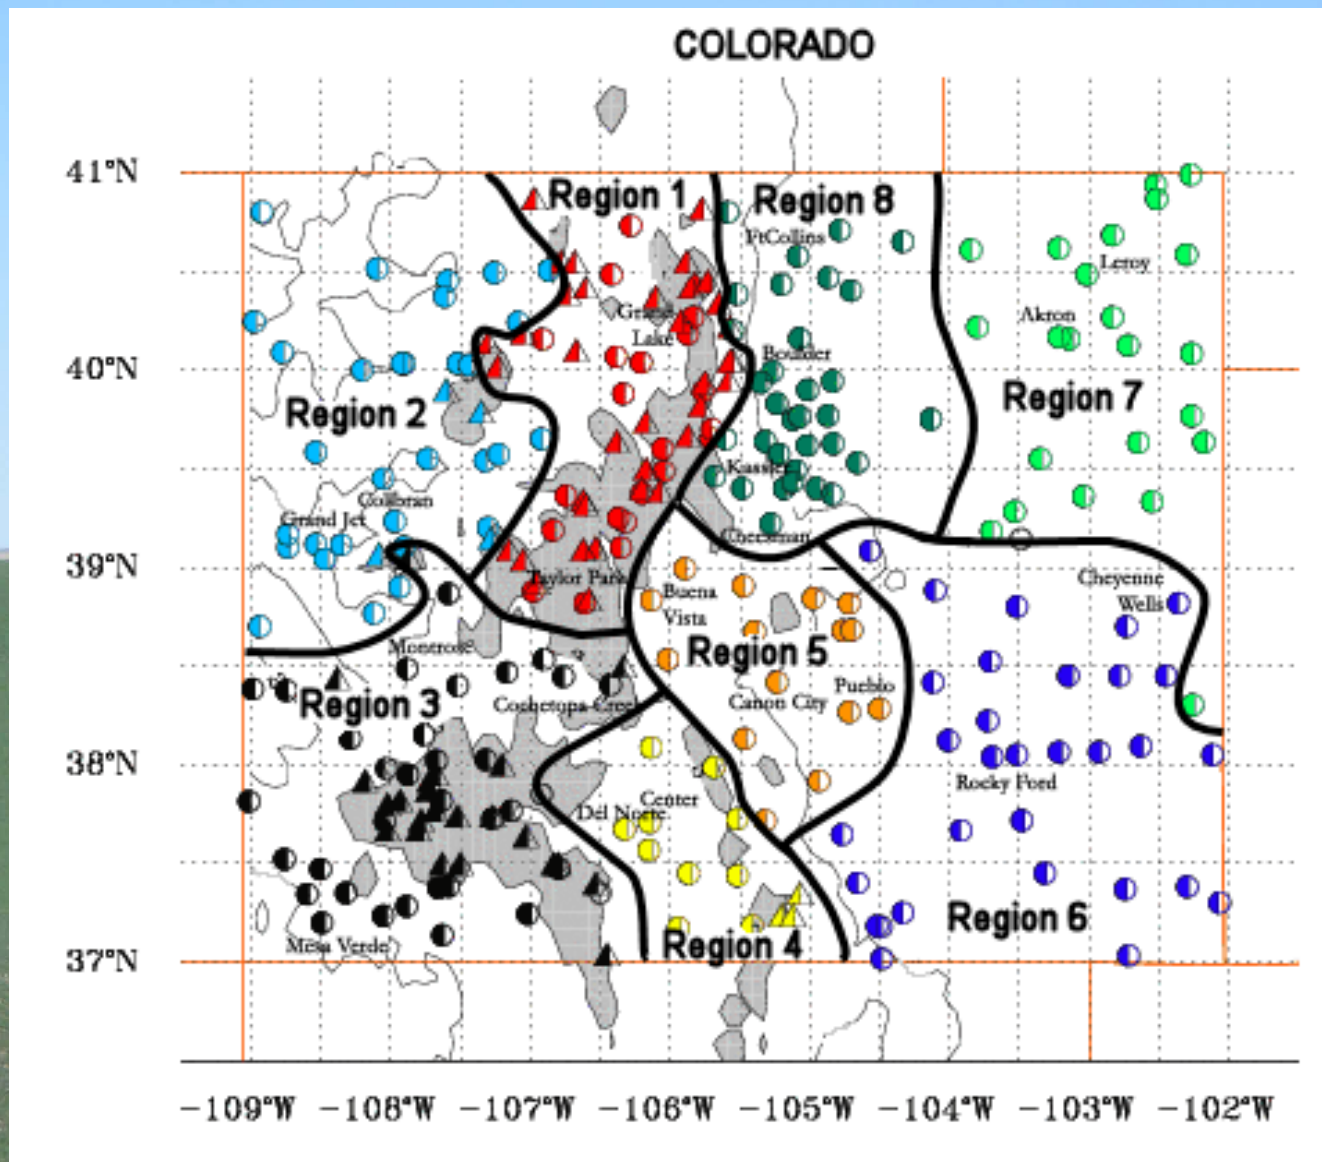 COLORADO
41°N
40°N
39°N
38°N
37°N
Region 1
Region 8
FtCollins
Leroy
Grand
Lake
Akron
Boulder
Region 2
Region 7
Kassler
Collbran
Grand Jct
Cheesman
Taylor Park
Buena
Vista
Cheyenne
Wells
Montrose
Region 5
Region 3
Cochetopa Creek
Canon City
Pueblo
Rocky Ford
Del Norte
Center
Mesa Verde
Region 4
Region 6
−109°W
−108°W
−107°W
−106°W
−105°W
−104°W
−103°W
−102°W